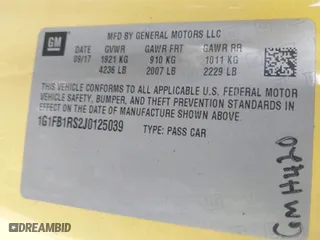 GM
MFD BY GENERAL MOTORS LLC
DATE GVWR GAWR FRT GAWR RR
09/17 1921 KG 910 KG 1011 KG
4236 LB 2007 LB 2229 LB
THIS VEHICLE CONFORMS TO ALL APPLICABLE U.S. FEDERAL MOTOR
VEHICLE SAFETY, BUMPER, AND THEFT PREVENTION STANDARDS IN
EFFECT ON THE DATE OF MANUFACTURE SHOWN ABOVE.
1G1FB1RS2J0125039 TYPE: PASS CAR
GMH420
DEALERS ONLY